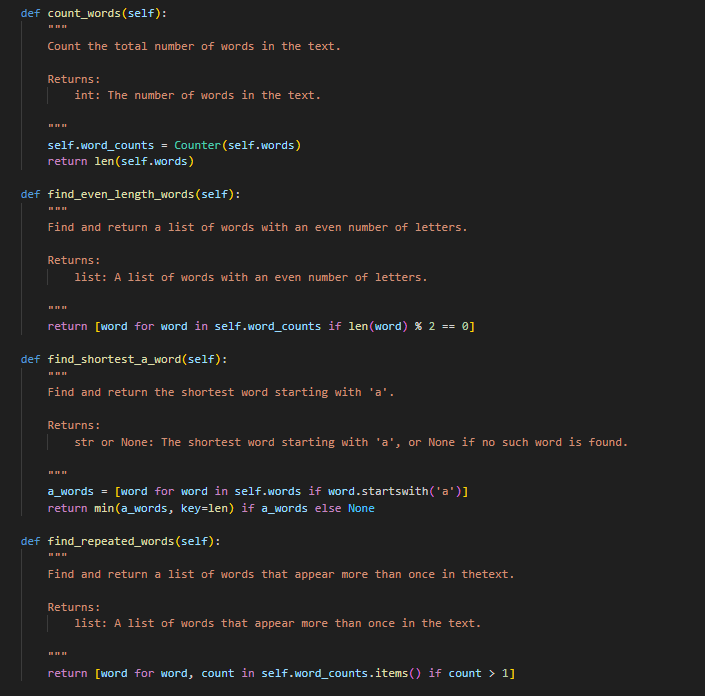 def count_words(self):
"""
Count the total number of words in the text.
Returns:
int: The number of words in the text.
"""
self.word_counts = Counter(self.words)
return len(self.words)
def find_even_length_words(self):
"""
Find and return a list of words with an even number of letters.
Returns:
list: A list of words with an even number of letters.
"""
return [word for word in self.word_counts if len(word) % 2 == 0]
def find_shortest_a_word(self):
"""
Find and return the shortest word starting with 'a'.
Returns:
str or None: The shortest word starting with 'a', or None if no such word is found.
"""
a_words = [word for word in self.words if word.startswith('a')]
return min(a_words, key=len) if a_words else None
def find_repeated_words(self):
"""
Find and return a list of words that appear more than once in thetext.
Returns:
list: A list of words that appear more than once in the text.
"""
return [word for word, count in self.word_counts.items() if count > 1]